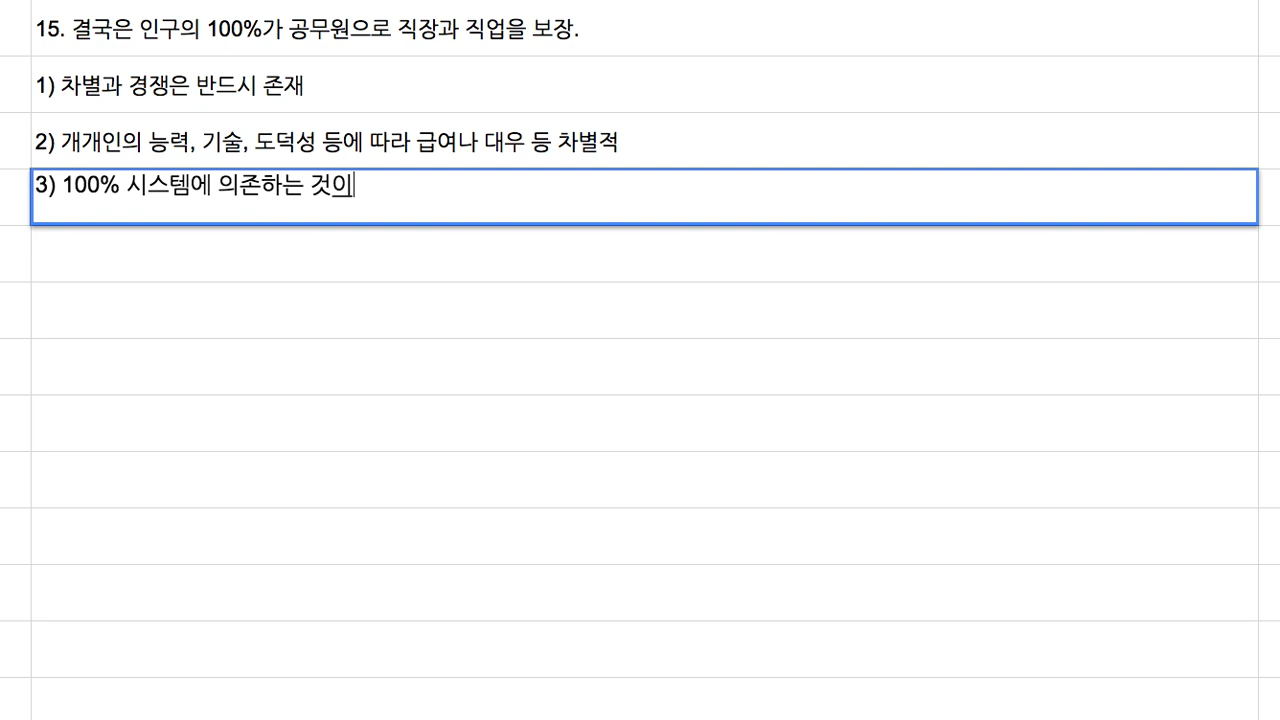 15. 결국은 인구의 100%가 공무원으로 직장과 직업을 보장.
1) 차별과 경쟁은 반드시 존재
2) 개개인의 능력, 기술, 도덕성 등에 따라 급여나 대우 등 차별적
3) 100% 시스템에 의존하는 것이